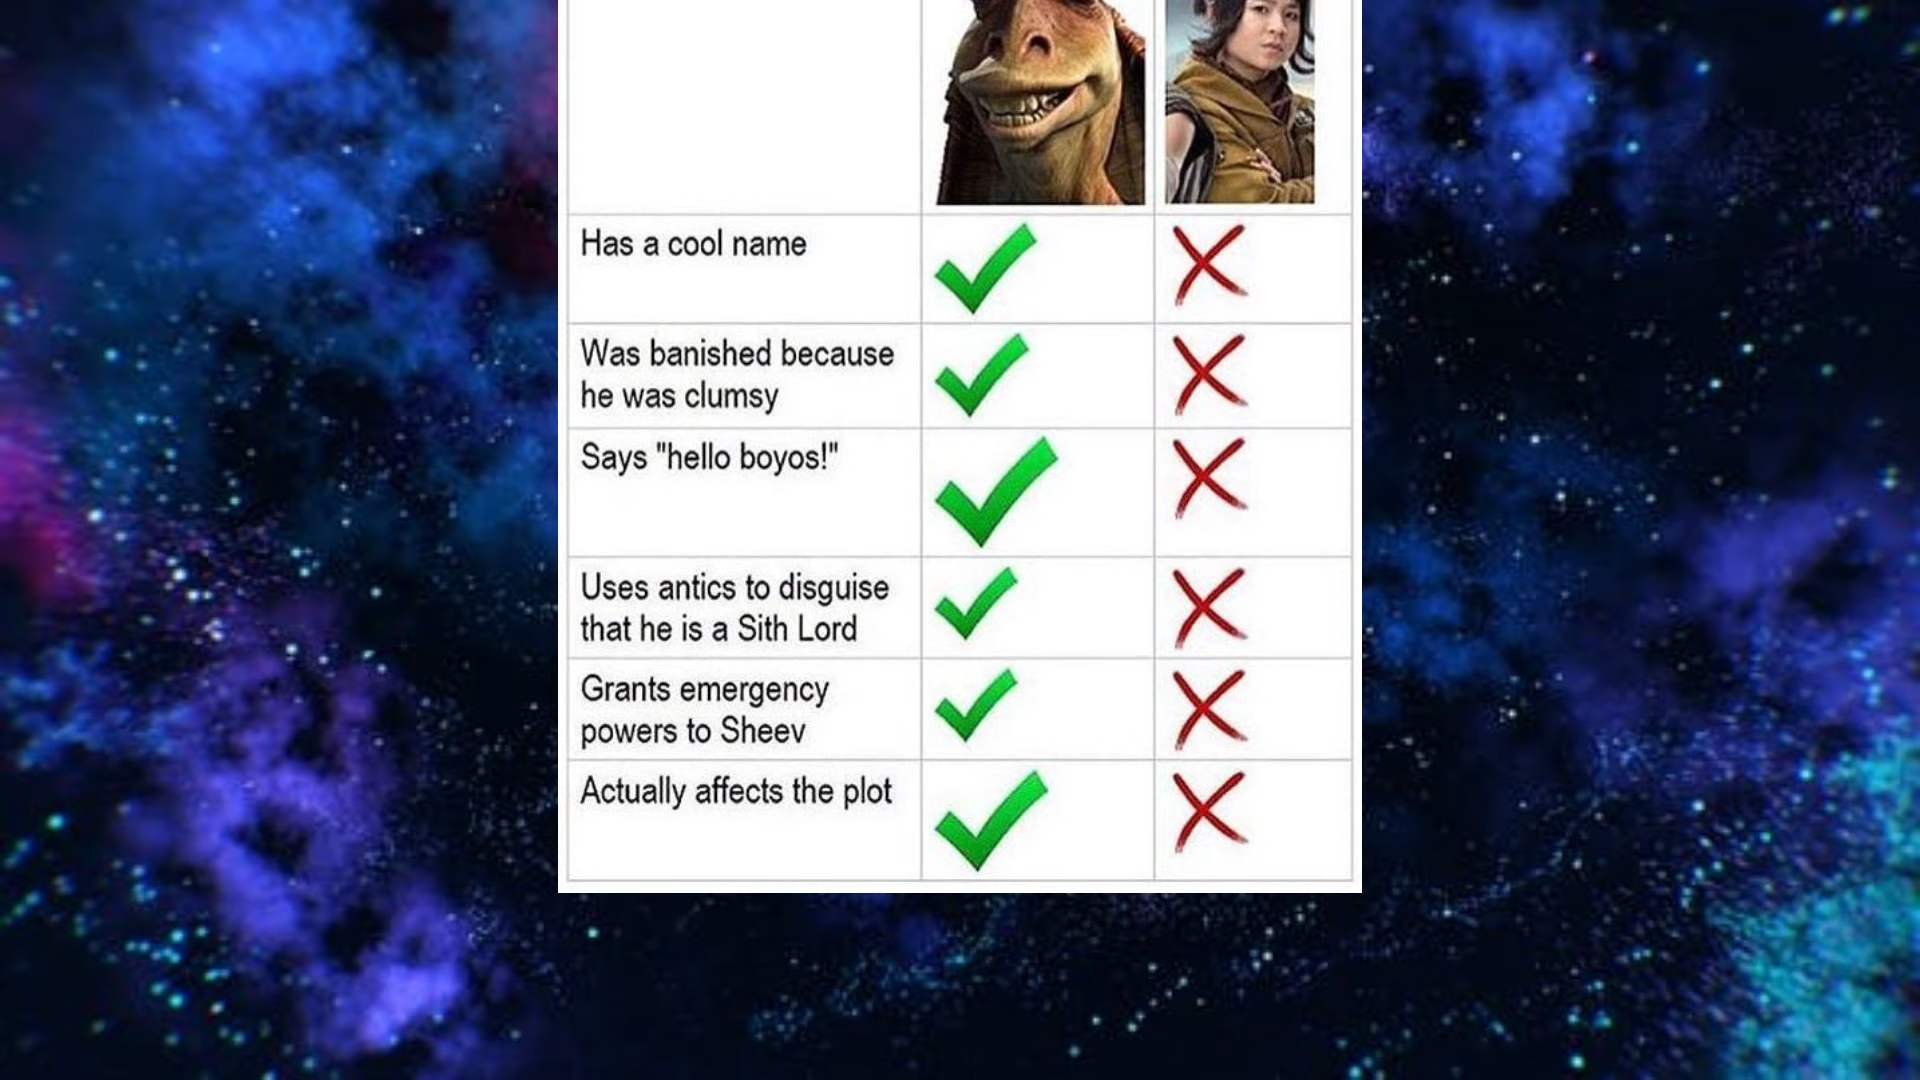 Has a cool name
Was banished because
he was clumsy
Says "hello boyos!"
Uses antics to disguise
that he is a Sith Lord
Grants emergency
powers to Sheev
Actually affects the plot